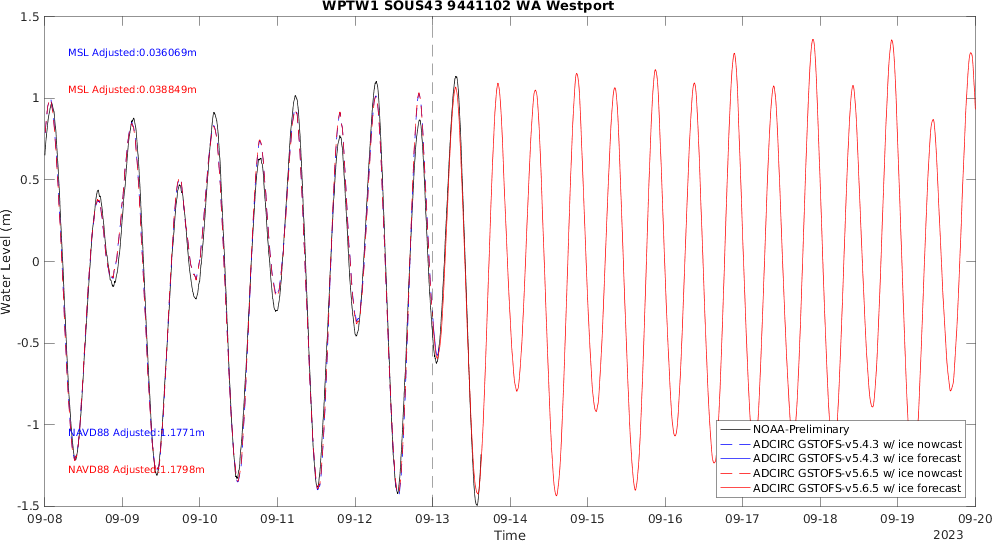 WPTW1 SOUS43 9441102 WA Westport
1.5
1
0.5
0
-0.5
-1
-1.5
Water Level (m)
MSL Adjusted:0.036069m
MSL Adjusted:0.038849m
NAVD88 Adjusted:1.1771m
NAVD88 Adjusted:1.1798m
NOAA-Preliminary
ADCIRC GSTOFS-v5.4.3 w/ ice nowcast
ADCIRC GSTOFS-v5.4.3 w/ ice forecast
ADCIRC GSTOFS-v5.6.5 w/ ice nowcast
ADCIRC GSTOFS-v5.6.5 w/ ice forecast
09-08 09-09 09-10 09-11 09-12 09-13 09-14 09-15 09-16 09-17 09-18 09-19 09-20
Time
2023